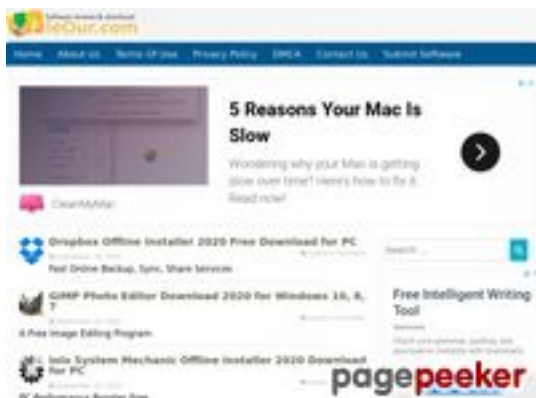 Software research & download
leOur.com
Home About Us Terms Of Use Privacy Policy DMCA Contact Us Submit Software
5 Reasons Your Mac Is
Slow
Wondering why your Mac is getting
slow over time? Here's how to fix it.
Read now!
CleanMyMac
Dropbox Offline Installer 2020 Free Download for PC
Search ...
Fast Online Backup, Sync, Share Services
GIMP Photo Editor Download 2020 for Windows 10, 8,
7
A Free Image Editing Program
Free Intelligent Writing
Tool
Iolo System Mechanic Offline Installer 2020 Download
for PC
pagepeeker